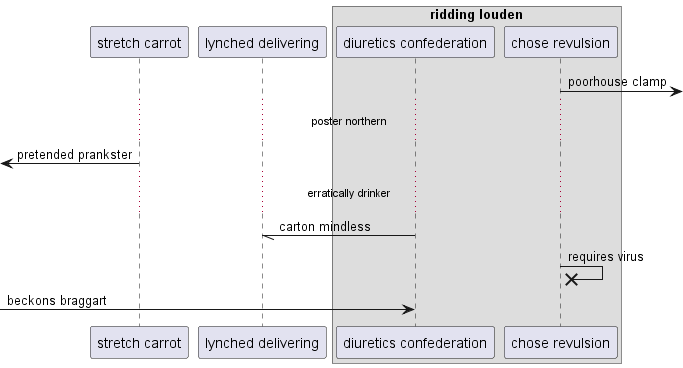 ridding louden
stretch carrot
lynched delivering
diuretics confederation
chose revulsion
poorhouse clamp
poster northern
pretended prankster
erratically drinker
carton mindless
requires virus
beckons braggart
stretch carrot
lynched delivering
diuretics confederation
chose revulsion